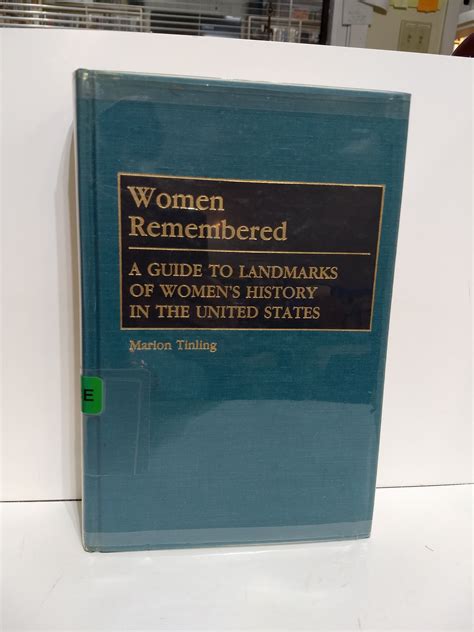 Women
Remembered
A GUIDE TO LANDMARKS
OF WOMEN'S HISTORY
IN THE UNITED STATES
Marion Tinling
E